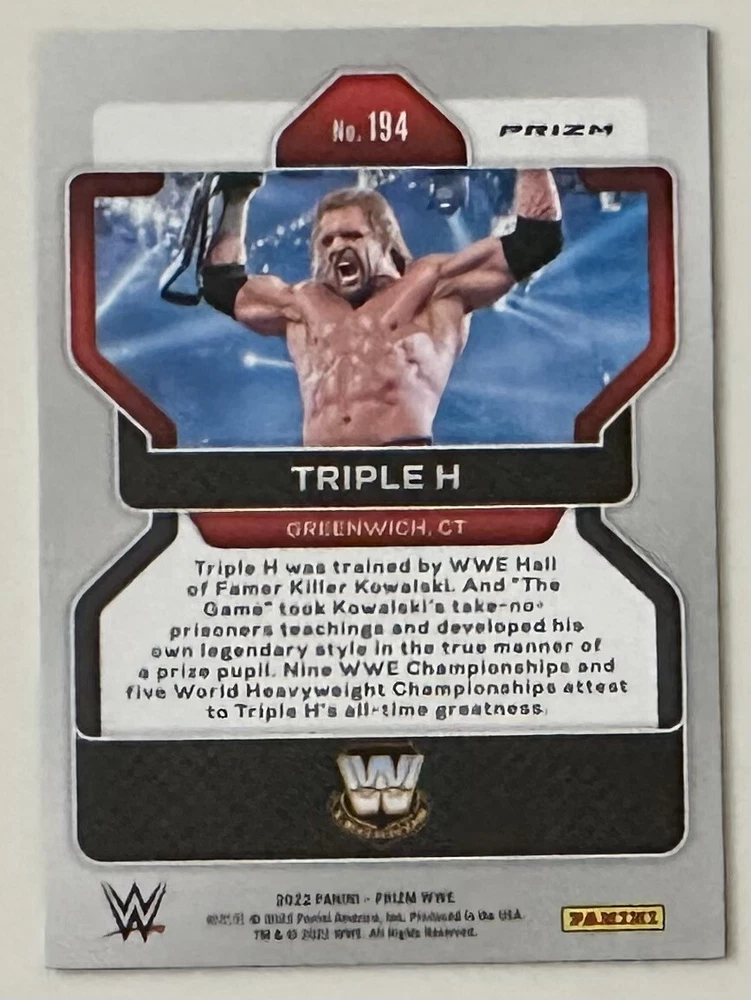 No. 194
PRIZM
TRIPLE H
GREENWICH, CT
Triple H was trained by WWE Hall
of Famer Killer Kowalski. And "The
Game" took Kowalski's take-no-
prisoners teachings and developed his
own legendary style in the true manner of
a prize pupil. Nine WWE Championships and
five World Heavyweight Championships attest
to Triple H's all-time greatness.
W
2022 PANINI - PRIZM WWE
© Panini America, Inc. Produced in the USA.
TM & © WWE. All Rights Reserved.
PANINI